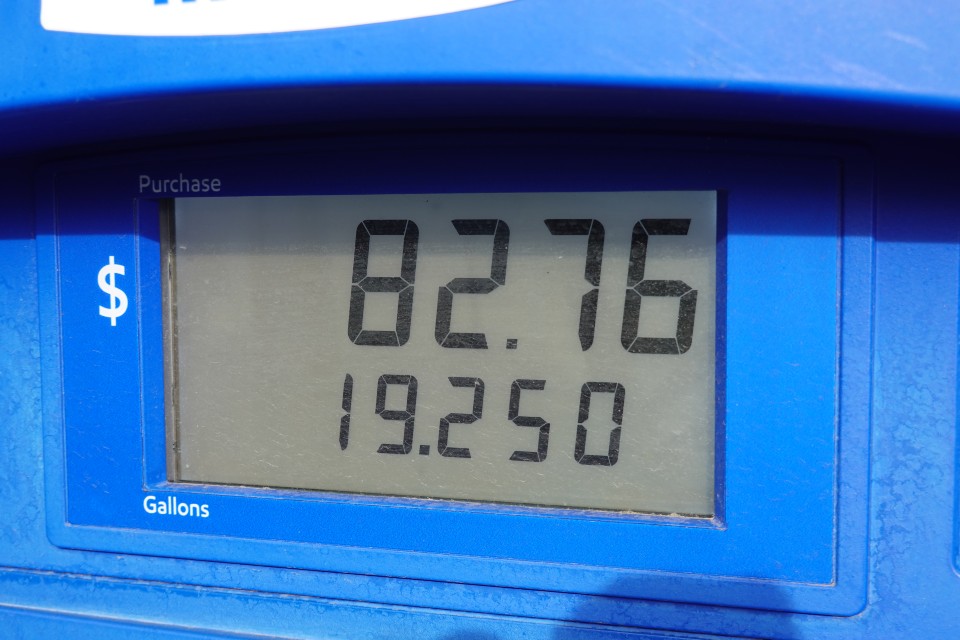 Purchase
$ 82.76
19.250
Gallons